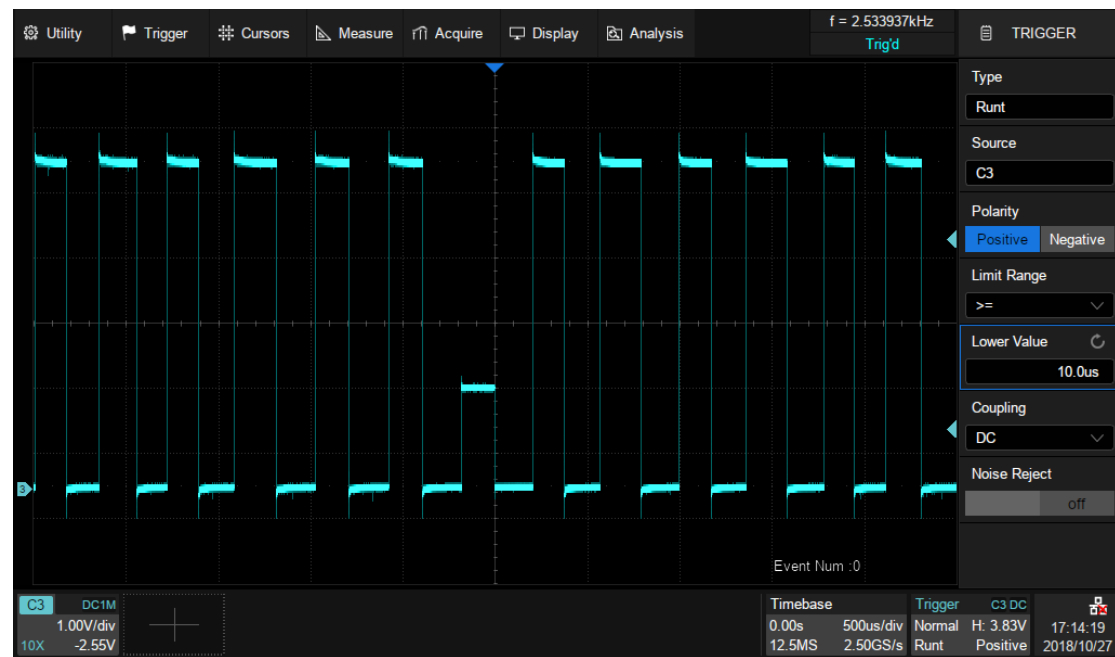 Utility Trigger Cursors Measure Acquire Display Analysis
f = 2.533937kHz
Trig'd
TRIGGER
Type
Runt
Source
C3
Polarity
Positive Negative
Limit Range
>=
Lower Value
10.0us
Coupling
DC
Noise Reject
off
3
Event Num :0
C3 DC1M
1.00V/div
10X -2.55V
Timebase
0.00s 500us/div
12.5MS 2.50GS/s
Trigger C3 DC
Normal H: 3.83V
Runt Positive
17:14:19
2018/10/27